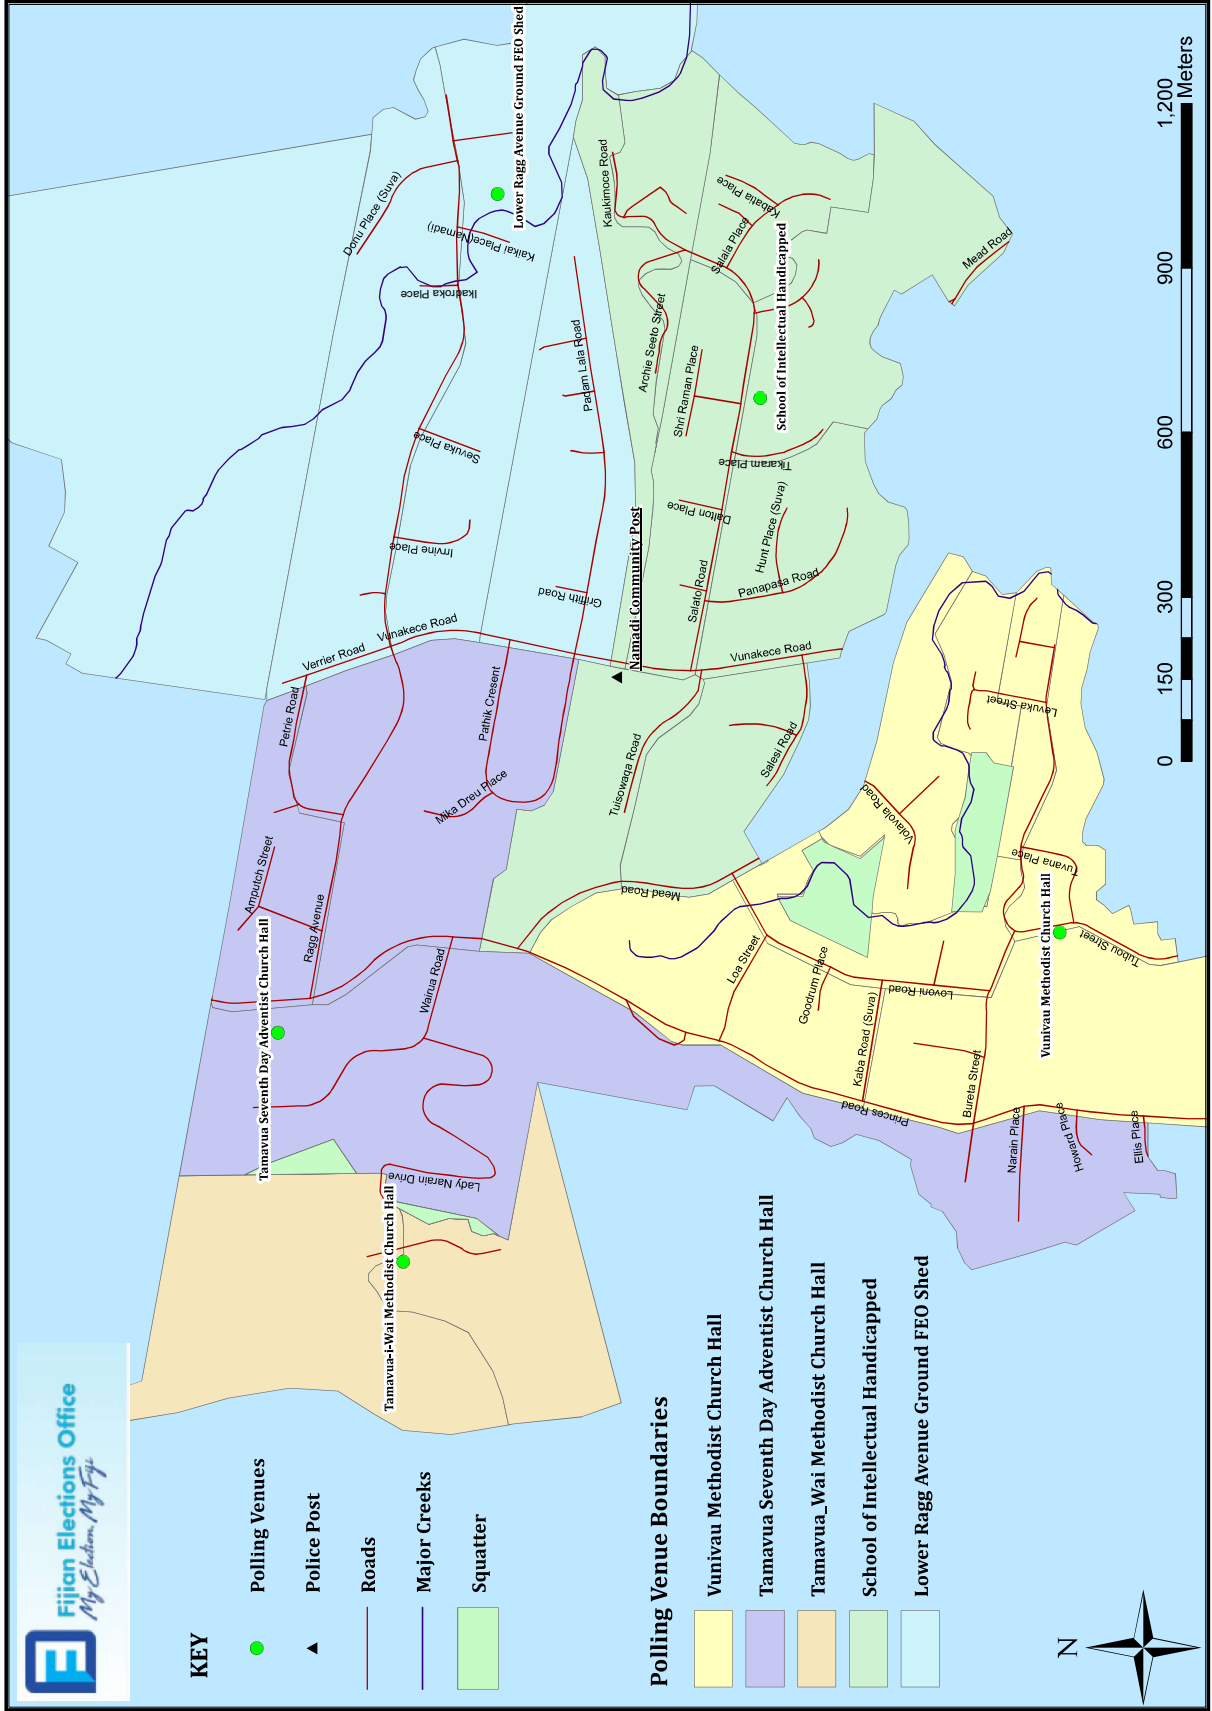 Fijian Elections Office
My Election. My Fiji
KEY
Polling Venues
Police Post
Roads
Major Creeks
Squatter
Polling Venue Boundaries
Vunivau Methodist Church Hall
Tamavua Seventh Day Adventist Church Hall
Tamavua_Wai Methodist Church Hall
School of Intellectual Handicapped
Lower Ragg Avenue Ground FEO Shed
N
Tamavua-i-Wai Methodist Church Hall
Tamavua Seventh Day Adventist Church Hall
Lady Narain Drive
Wairua Road
Ragg Avenue
Amputch Street
Petrie Road
Verrier Road
Vunakece Road
Pathik Cresent
Mika Dreu Place
Irvine Place
Sevuka Place
Ikadroka Place
Kaikai Place(Namadi)
Donu Place (Suva)
Lower Ragg Avenue Ground FEO Shed
Padam Lala Road
Griffith Road
Namadi Community Post
Kaukimoce Road
Archie Seeto Street
Shri Raman Place
Salala Place
Kabatia Place
School of Intellectual Handicapped
Tikaram Place
Dalton Place
Hunt Place (Suva)
Panapasa Road
Salato Road
Vunakece Road
Tuisowaqa Road
Salesi Road
Mead Road
Mead Road
Loa Street
Goodrum Place
Lovoni Road
Kaba Road (Suva)
Princes Road
Bureta Street
Narain Place
Howard Place
Ellis Place
Volavola Road
Levuka Street
Tuvana Place
Tubou Street
Vunivau Methodist Church Hall
0
150
300
600
900
1,200
Meters